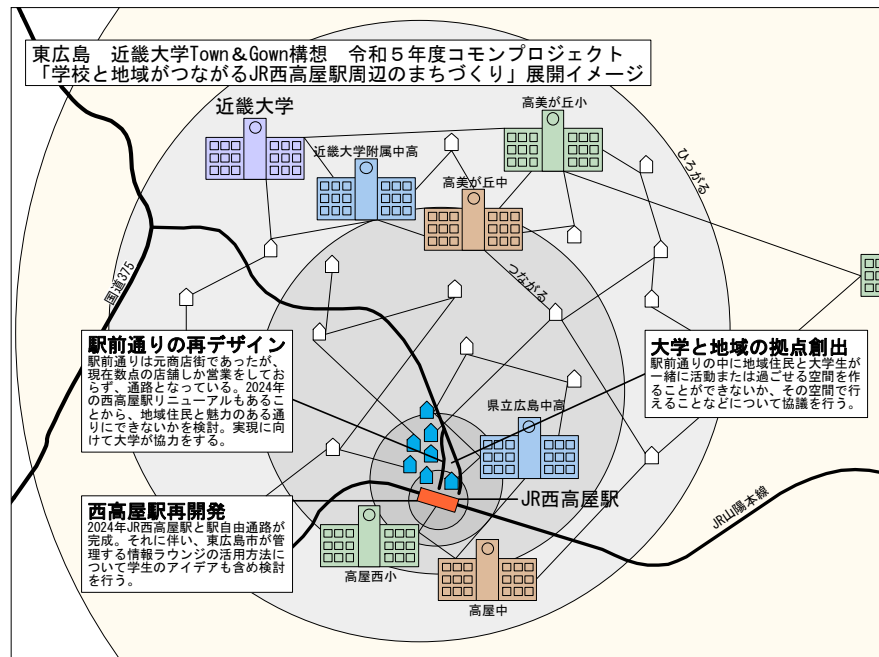 東広島　近畿大学Town＆Gown構想　令和５年度コモンプロジェクト
「学校と地域がつながるJR西高屋駅周辺のまちづくり」展開イメージ
近畿大学
高美が丘小
近畿大学附属中高
高美が丘中
ひろがる
つながる
国道375
駅前通りの再デザイン
駅前通りは元商店街であったが、
現在数点の店舗しか営業をしてお
らず、通路となっている。2024年
の西高屋駅リニューアルもあるこ
とから、地域住民と魅力のある通
りにできないかを検討。実現に向
けて大学が協力をする。
大学と地域の拠点創出
駅前通りの中に地域住民と大学生が
一緒に活動または過ごせる空間を作
ることができないか、その空間で行
えることなどについて協議を行う。
県立広島中高
西高屋駅再開発
2024年JR西高屋駅と駅自由通路が
完成。それに伴い、東広島市が管
理する情報ラウンジの活用方法に
ついて学生のアイデアも含め検討
を行う。
JR西高屋駅
JR山陽本線
高屋西小
高屋中